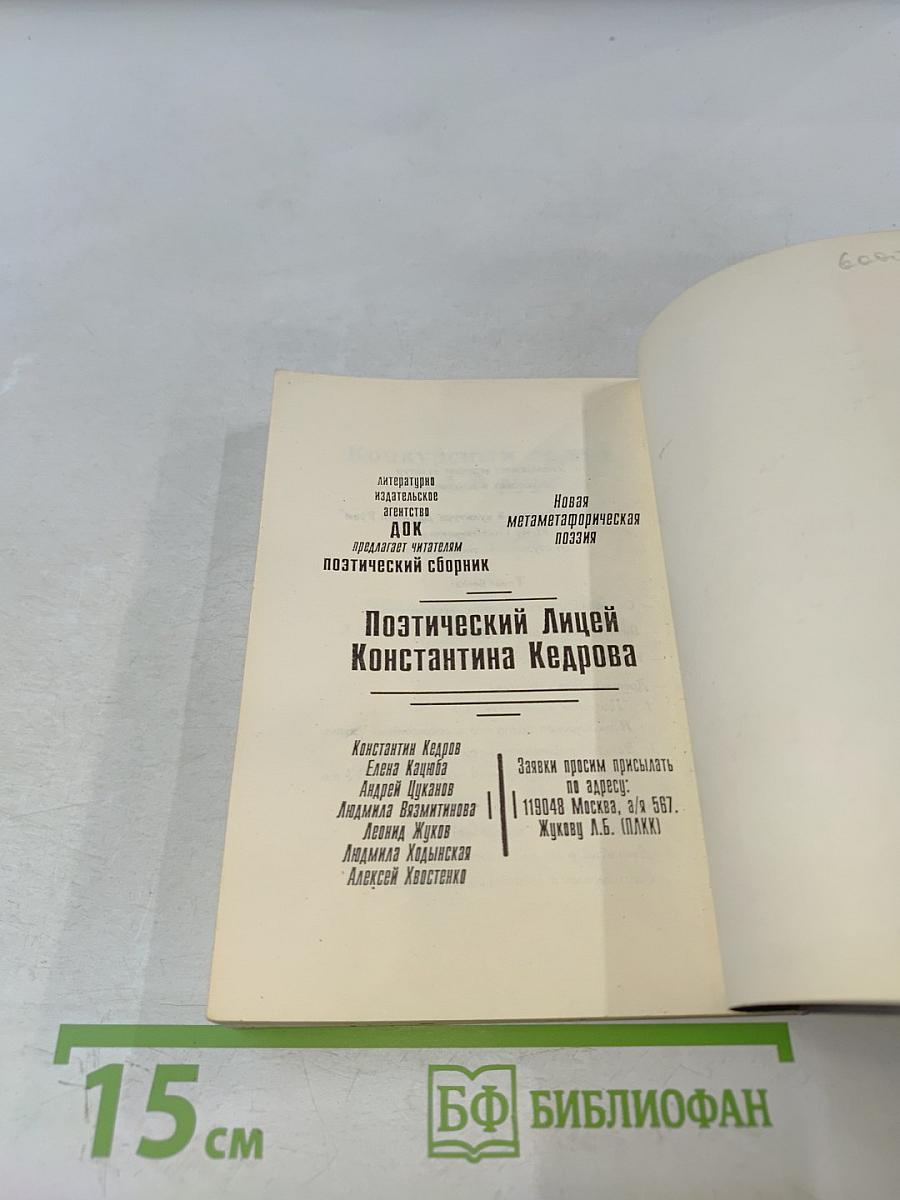 литературно
издательское
агентство
ДОК
предлагает читателям
поэтический сборник
Новая
метаметафорическая
поэзия
Поэтический Лицей
Константина Кедрова
Константин Кедров
Елена Кацюба
Андрей Цуканов
Людмила Вязмитинова
Леонид Жуков
Людмила Ходынская
Алексей Хвостенко
Заявки просим присылать
по адресу:
119048 Москва, а/я 567.
Жукову Л.Б. (ПЛКК)
15 см
БФ БИБЛИОФАН